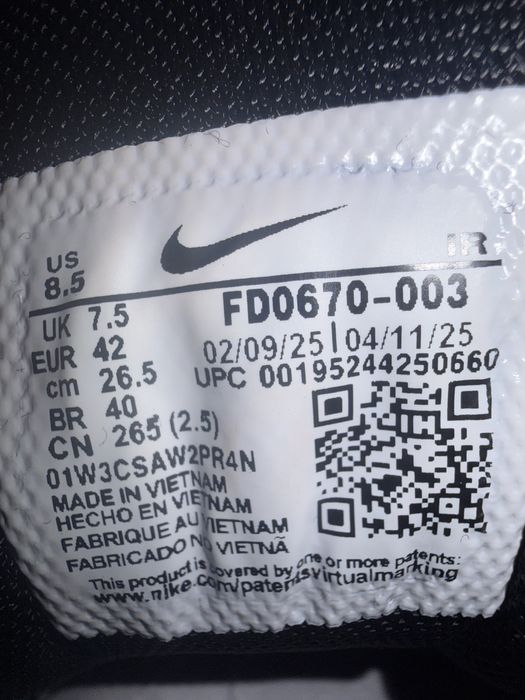 US
8.5
IR
UK 7.5
EUR 42
cm 26.5
BR 40
CN 265 (2.5)
FD0670-003
02/09/25 | 04/11/25
UPC 00195244250660
01W3CSAW2PR4N
MADE IN VIETNAM
HECHO EN VIETNAM
FABRIQUE AU VIETNAM
FABRICADO NO VIETNÃ
This product is covered by one or more patents:
www.nike.com/patentsvirtualmarking